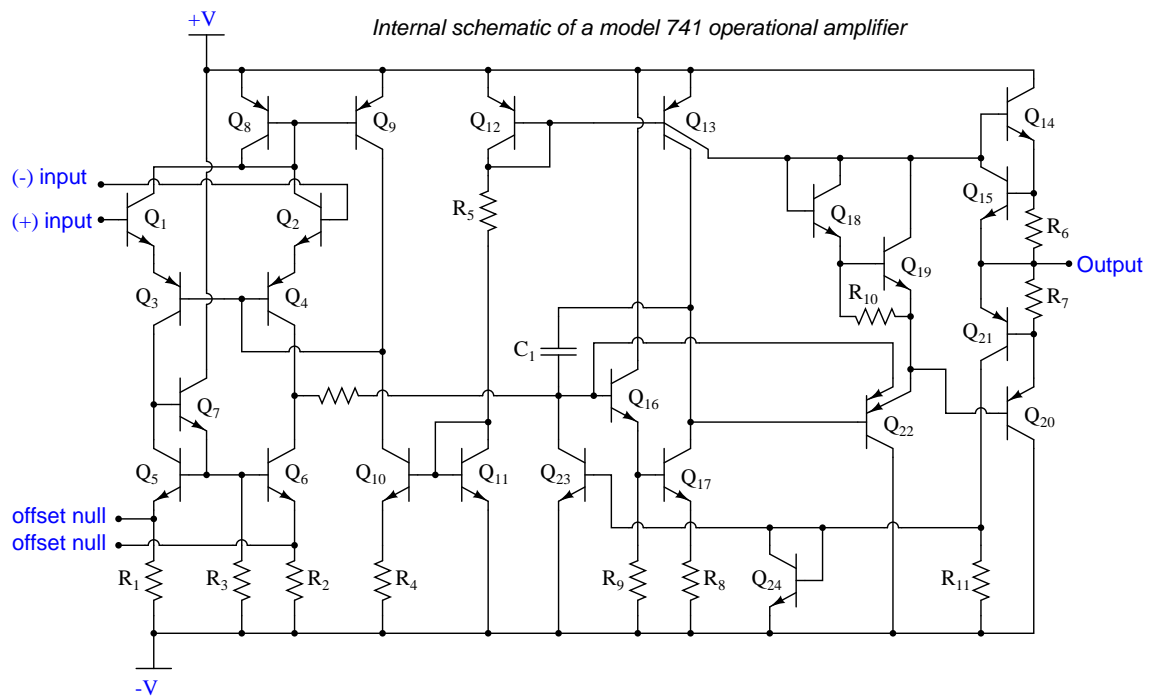 +V
Internal schematic of a model 741 operational amplifier
Q8
Q9
Q12
Q13
Q14
(-) input
(+) input
Q1
Q2
R5
Q15
Q18
R6
Q19
Output
Q3
Q4
R10
R7
Q21
C1
Q7
Q16
Q22
Q20
Q5
Q6
Q10
Q11
Q23
Q17
offset null
offset null
R1
R3
R2
R4
R9
R8
Q24
R11
-V